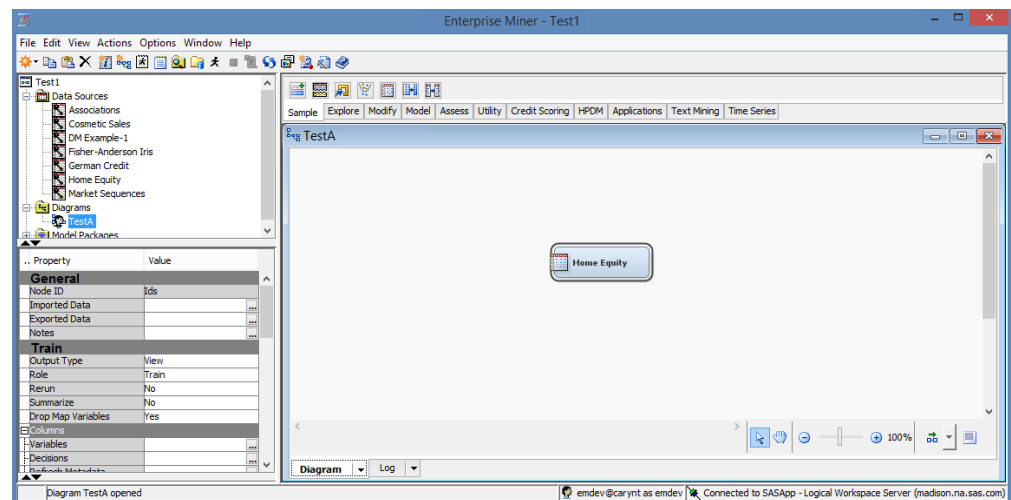 Enterprise Miner - Test1
File Edit View Actions Options Window Help
Test1
Data Sources
Associations
Cosmetic Sales
DM Example-1
Fisher-Anderson Iris
German Credit
Home Equity
Market Sequences
Diagrams
TestA
Model Packages
Sample Explore Modify Model Assess Utility Credit Scoring HPDM Applications Text Mining Time Series
TestA
Home Equity
.. Property Value
General
Node ID Ids
Imported Data ...
Exported Data ...
Notes ...
Train
Output Type View
Role Train
Rerun No
Summarize No
Drop Map Variables Yes
Columns
Variables ...
Decisions ...
Refresh Metadata
100%
Diagram Log
Diagram TestA opened
emdev@carynt as emdev Connected to SASApp - Logical Workspace Server (madison.na.sas.com)